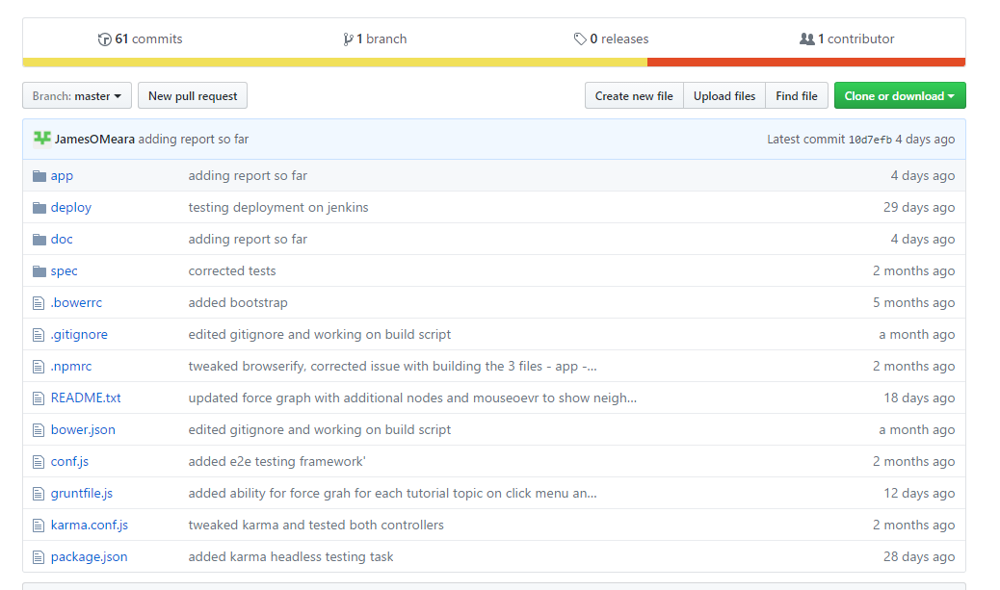 61 commits 1 branch 0 releases 1 contributor
Branch: master New pull request Create new file Upload files Find file Clone or download
JamesOMeara adding report so far Latest commit 10d7efb 4 days ago
app adding report so far 4 days ago
deploy testing deployment on jenkins 29 days ago
doc adding report so far 4 days ago
spec corrected tests 2 months ago
.bowerrc added bootstrap 5 months ago
.gitignore edited gitignore and working on build script a month ago
.npmrc tweaked browserify, corrected issue with building the 3 files - app -... 2 months ago
README.txt updated force graph with additional nodes and mouseoevr to show neigh... 18 days ago
bower.json edited gitignore and working on build script a month ago
conf.js added e2e testing framework' 2 months ago
gruntfile.js added ability for force grah for each tutorial topic on click menu an... 12 days ago
karma.conf.js tweaked karma and tested both controllers 2 months ago
package.json added karma headless testing task 28 days ago